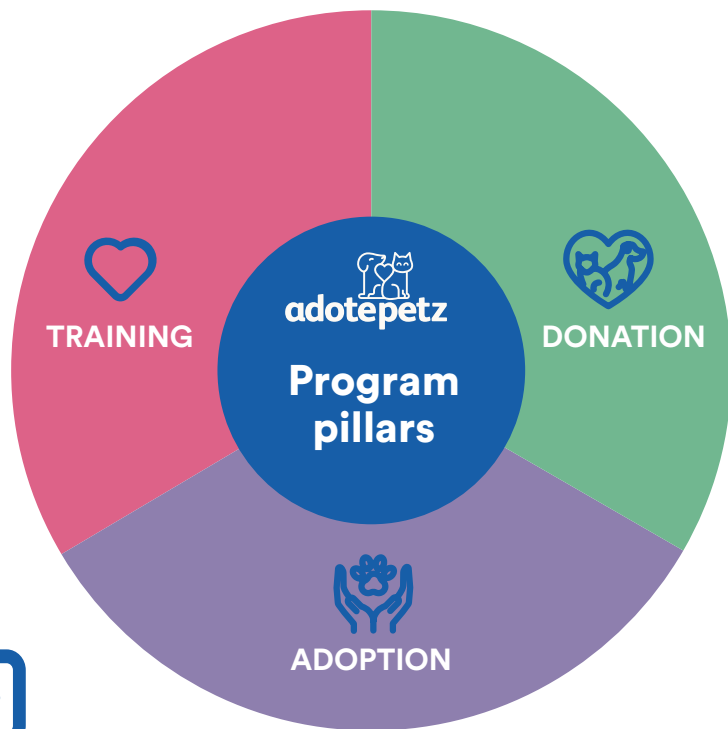 adotepetz
Program
pillars
TRAINING
DONATION
ADOPTION